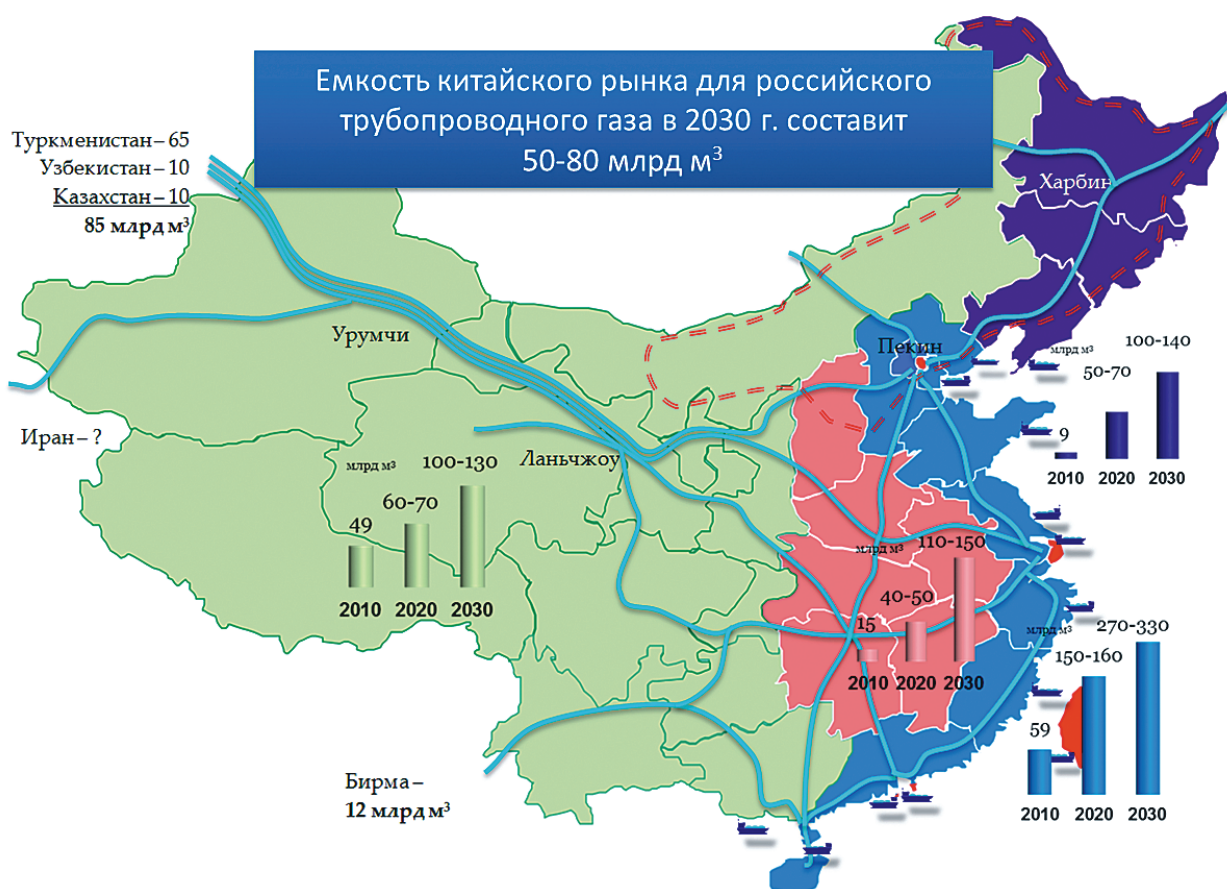 Емкость китайского рынка для российского
трубопроводного газа в 2030 г. составит
50-80 млрд м³
Туркменистан – 65
Узбекистан – 10
Казахстан – 10
85 млрд м³
Харбин
Урумчи
Пекин
млрд м³
100-140
50-70
9
2010 2020 2030
Иран – ?
Ланьчжоу
млрд м³
100-130
60-70
49
2010 2020 2030
млрд м³
110-150
40-50
15
2010 2020 2030
млрд м³
270-330
150-160
59
2010 2020 2030
Бирма –
12 млрд м³